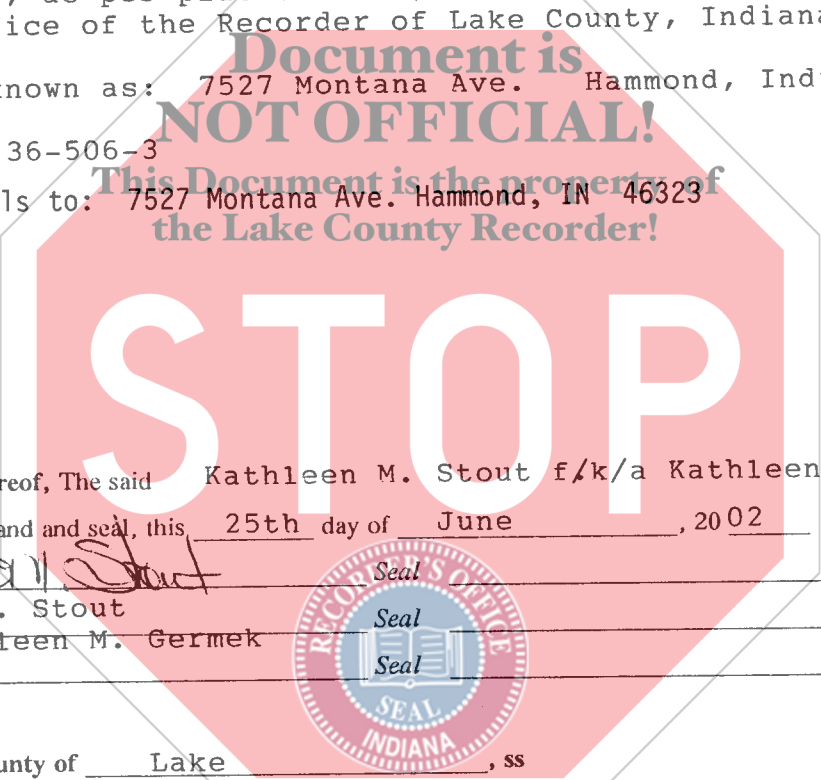 ice of the Recorder of Lake County, Indiana
Document is
known as: 7527 Montana Ave. Hammond, Ind
NOT OFFICIAL!
36-506-3
This Document is the property of
ls to: 7527 Montana Ave. Hammond, IN 46323
the Lake County Recorder!
STOP
reof, The said Kathleen M. Stout f/k/a Kathleen
and and seal, this 25th day of June , 2002
Stout Seal
. Stout
Seal
leen M. Germek
Seal
RECORDER'S OFFICE
SEAL
INDIANA
unty of Lake , ss